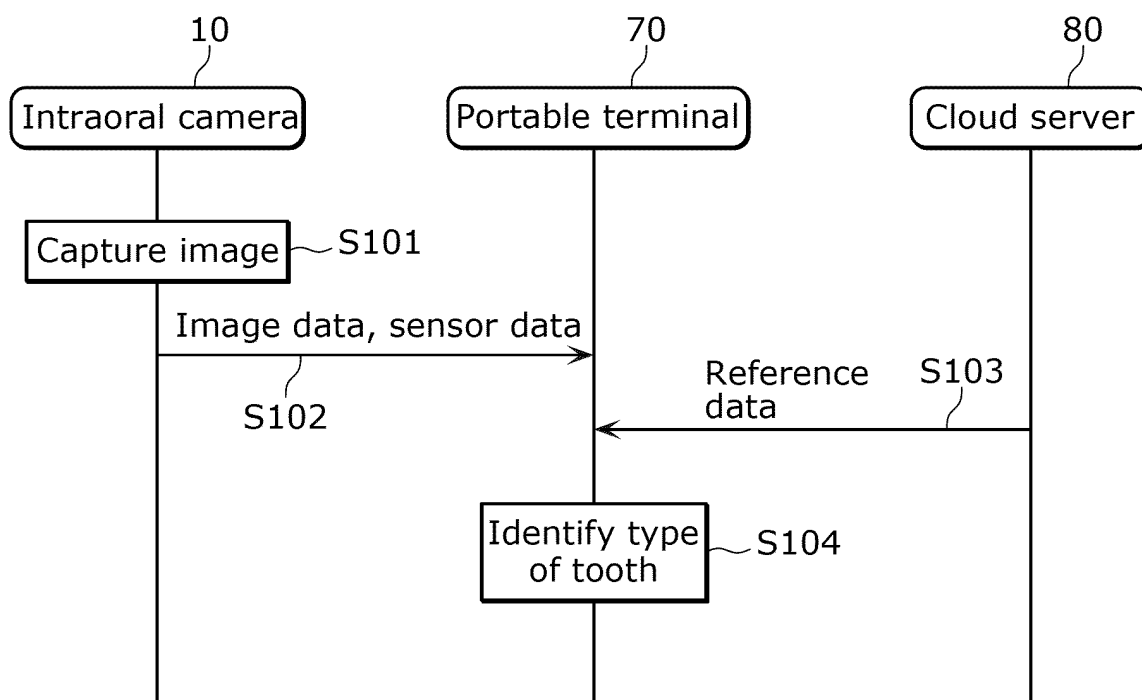 10
70
80
Intraoral camera
Portable terminal
Cloud server
Capture image
S101
Image data, sensor data
S102
Reference
data
S103
Identify type
of tooth
S104